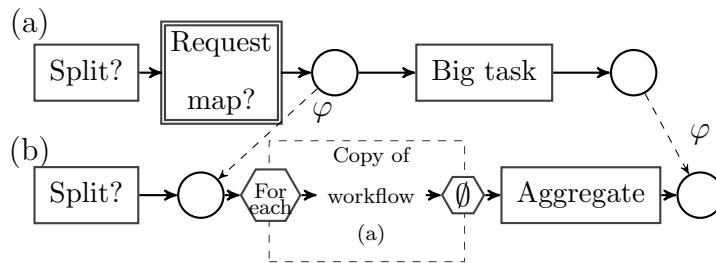 (a)
Split?
Request
map?
Big task
φ
φ
(b)
Split?
For
each
Copy of
workflow
(a)
∅
Aggregate